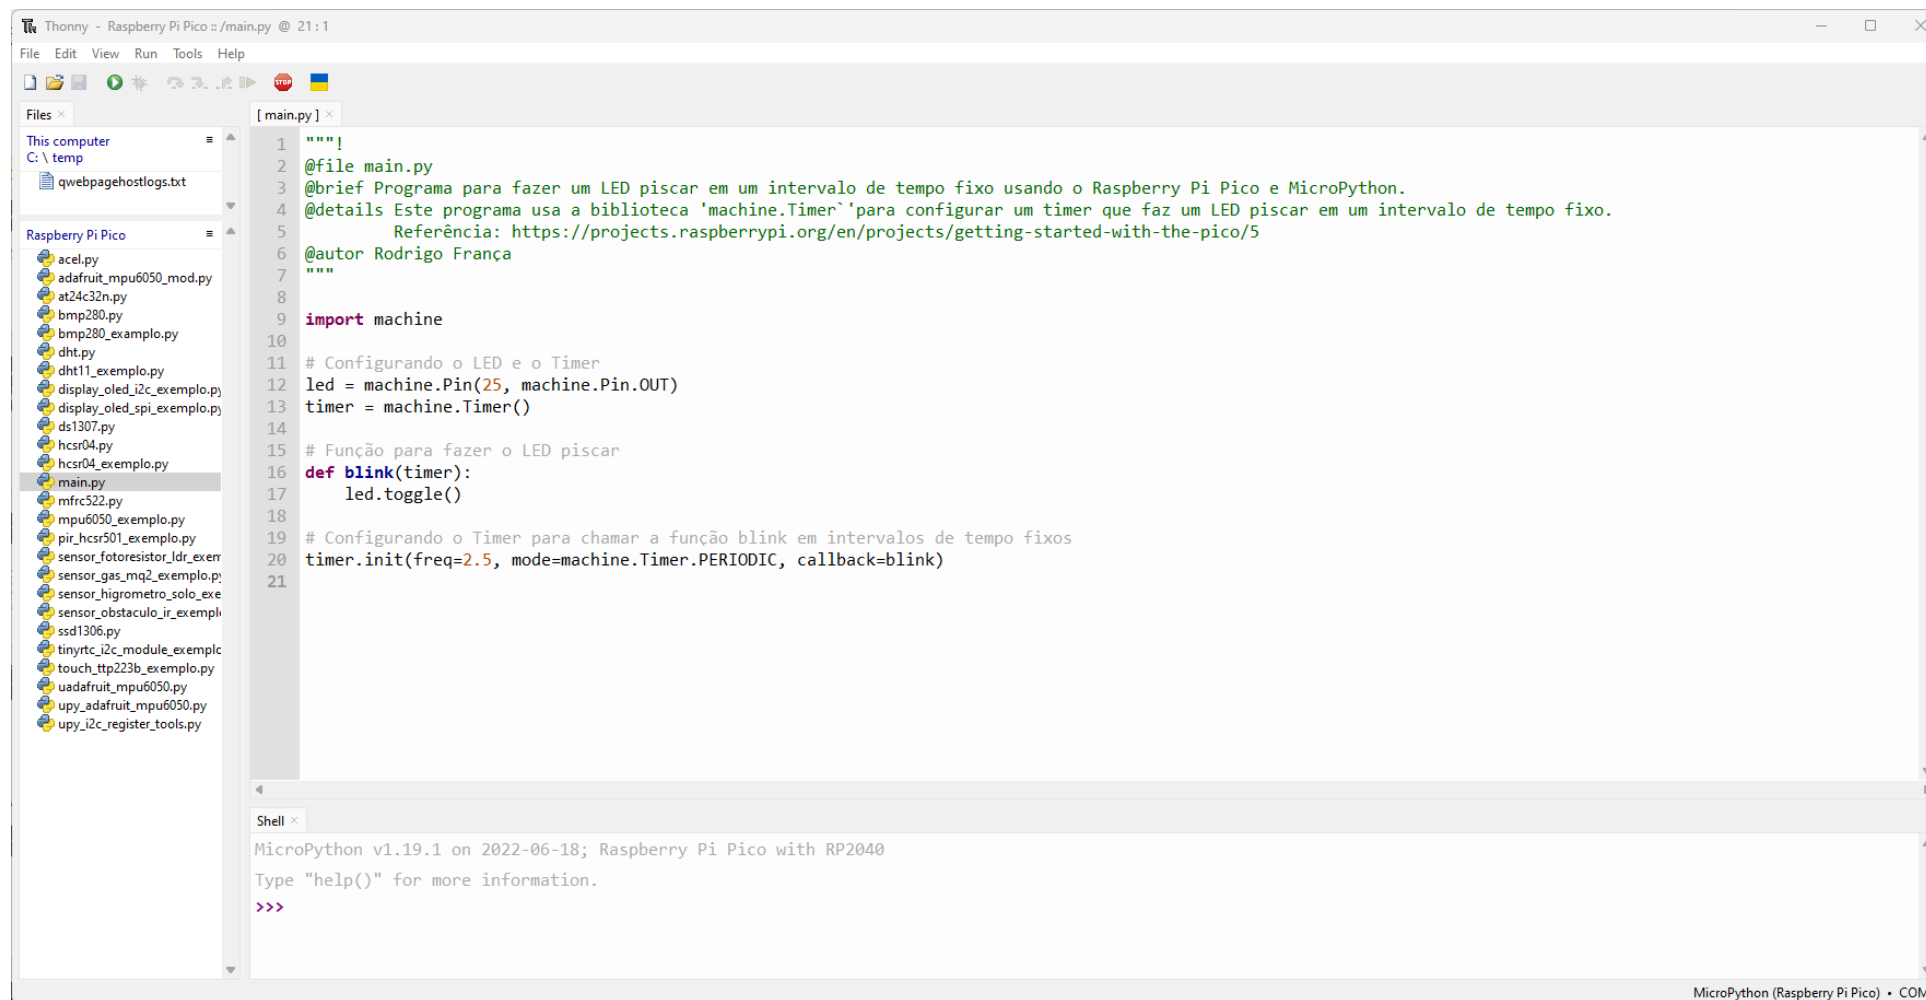 Thonny - Raspberry Pi Pico :: /main.py @ 21 : 1
File Edit View Run Tools Help
STOP
Files ×
This computer
C: \ temp
qwebpagehostlogs.txt
Raspberry Pi Pico
acel.py
adafruit_mpu6050_mod.py
at24c32n.py
bmp280.py
bmp280_examplo.py
dht.py
dht11_exemplo.py
display_oled_i2c_exemplo.py
display_oled_spi_exemplo.py
ds1307.py
hcsr04.py
hcsr04_exemplo.py
main.py
mfrc522.py
mpu6050_exemplo.py
pir_hcsr501_exemplo.py
sensor_fotoresistor_ldr_exem
sensor_gas_mq2_exemplo.py
sensor_higrometro_solo_exe
sensor_obstaculo_ir_exempl
ssd1306.py
tinyrtc_i2c_module_exemplo
touch_ttp223b_exemplo.py
uadafruit_mpu6050.py
upy_adafruit_mpu6050.py
upy_i2c_register_tools.py
[ main.py ] ×
1 """!
2 @file main.py
3 @brief Programa para fazer um LED piscar em um intervalo de tempo fixo usando o Raspberry Pi Pico e MicroPython.
4 @details Este programa usa a biblioteca 'machine.Timer`'para configurar um timer que faz um LED piscar em um intervalo de tempo fixo.
5 Referência: https://projects.raspberrypi.org/en/projects/getting-started-with-the-pico/5
6 @autor Rodrigo França
7 """
8
9 import machine
10
11 # Configurando o LED e o Timer
12 led = machine.Pin(25, machine.Pin.OUT)
13 timer = machine.Timer()
14
15 # Função para fazer o LED piscar
16 def blink(timer):
17 led.toggle()
18
19 # Configurando o Timer para chamar a função blink em intervalos de tempo fixos
20 timer.init(freq=2.5, mode=machine.Timer.PERIODIC, callback=blink)
21
Shell ×
MicroPython v1.19.1 on 2022-06-18; Raspberry Pi Pico with RP2040
Type "help()" for more information.
>>>
MicroPython (Raspberry Pi Pico) • COM